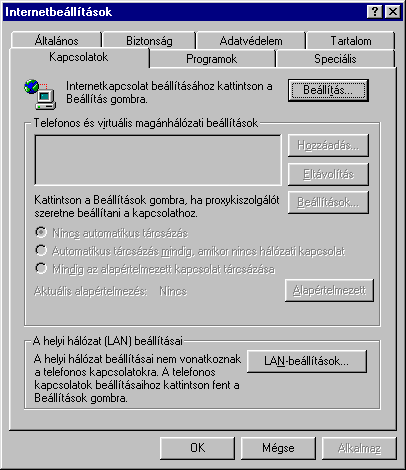 Internetbeállítások
Általános
Biztonság
Adatvédelem
Tartalom
Kapcsolatok
Programok
Speciális
Internetkapcsolat beállításához kattintson a
Beállítás gombra.
Beállítás...
Telefonos és virtuális magánhálózati beállítások
Hozzáadás...
Eltávolítás
Kattintson a Beállítások gombra, ha proxykiszolgálót
szeretne beállítani a kapcsolathoz.
Beállítások...
Nincs automatikus tárcsázás
Automatikus tárcsázás mindig, amikor nincs hálózati kapcsolat
Mindig az alapértelmezett kapcsolat tárcsázása
Aktuális alapértelmezés: Nincs
Alapértelmezett
A helyi hálózat (LAN) beállításai
A helyi hálózat beállításai nem vonatkoznak
a telefonos kapcsolatokra. A telefonos
kapcsolatok beállításaihoz kattintson fent a
Beállítások gombra.
LAN-beállítások...
OK
Mégse
Alkalmaz